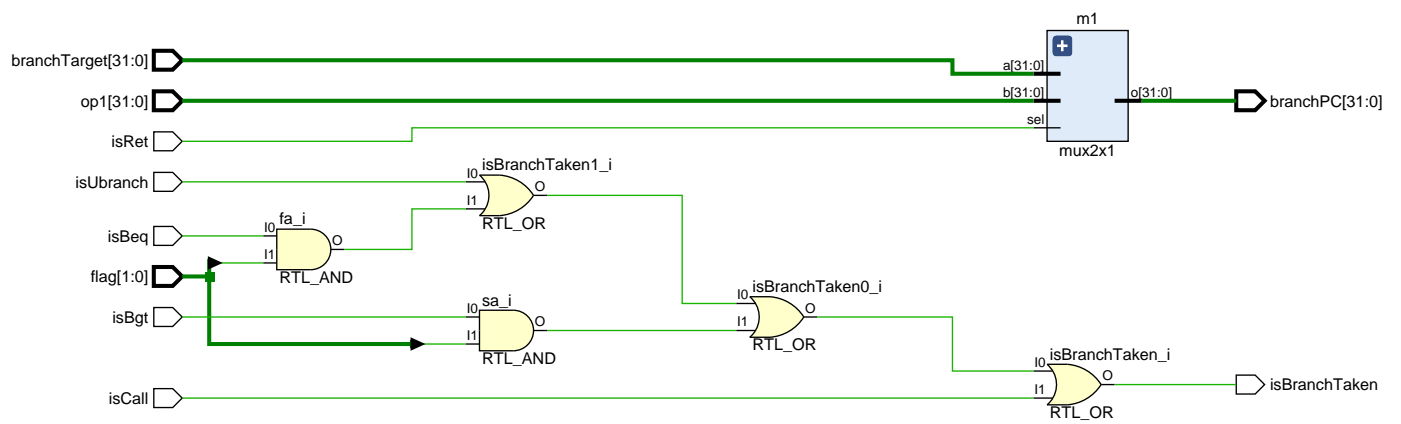 m1
branchTarget[31:0]
a[31:0]
op1[31:0]
b[31:0]
o[31:0]
branchPC[31:0]
isRet
sel
mux2x1
isBranchTaken1_i
isUbranch
I0
O
I1
RTL_OR
fa_i
isBeq
I0
O
I1
RTL_AND
flag[1:0]
isBranchTaken0_i
I0
O
I1
RTL_OR
sa_i
isBgt
I0
O
I1
RTL_AND
isBranchTaken_i
I0
O
isBranchTaken
isCall
I1
RTL_OR